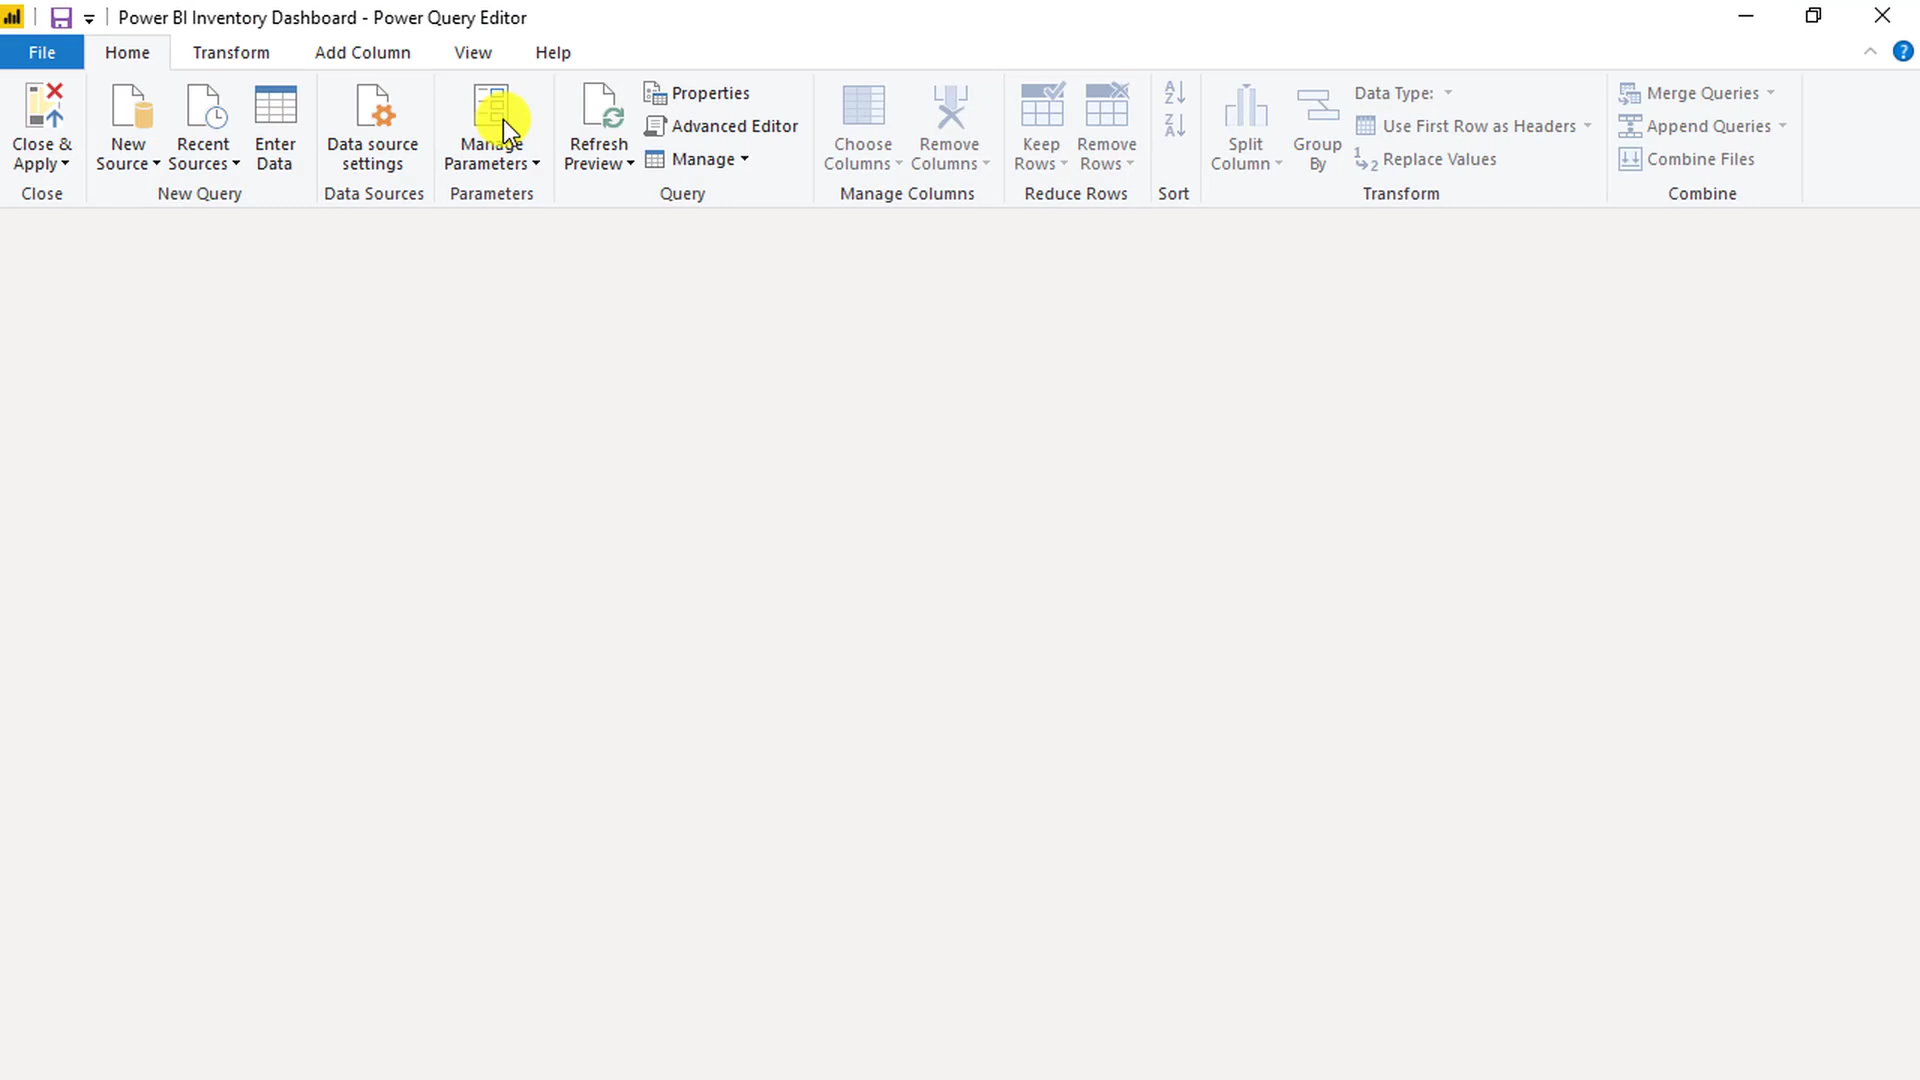 Power BI Inventory Dashboard - Power Query Editor
File Home Transform Add Column View Help
Close & Apply
New Source
Recent Sources
Enter Data
Data source settings
Manage Parameters
Refresh Preview
Properties
Advanced Editor
Manage
Choose Columns
Remove Columns
Keep Rows
Remove Rows
Split Column
Group By
Data Type:
Use First Row as Headers
Replace Values
Merge Queries
Append Queries
Combine Files
Close New Query Data Sources Parameters Query Manage Columns Reduce Rows Sort Transform Combine